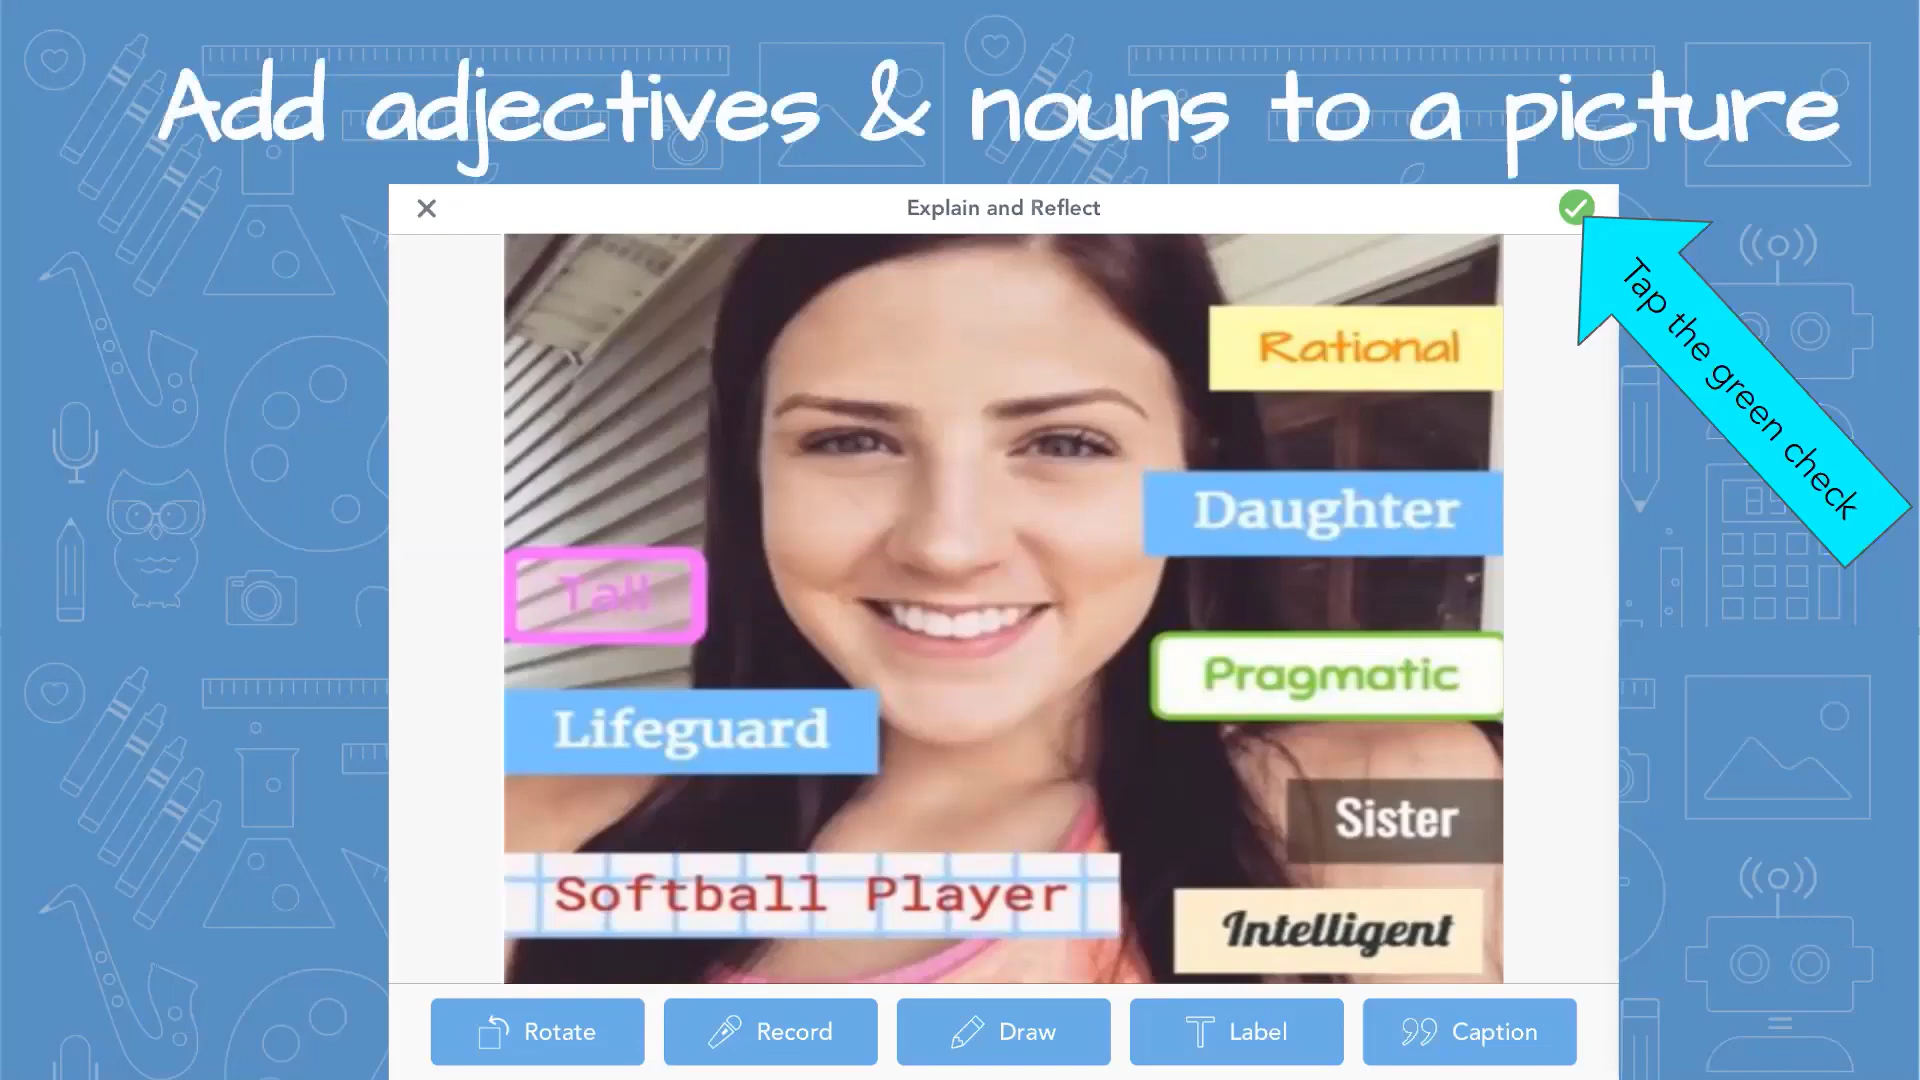 Add adjectives & nouns to a picture
Explain and Reflect
Tap the green check
Rational
Daughter
Tall
Pragmatic
Lifeguard
Sister
Softball Player
Intelligent
Rotate
Record
Draw
Label
Caption